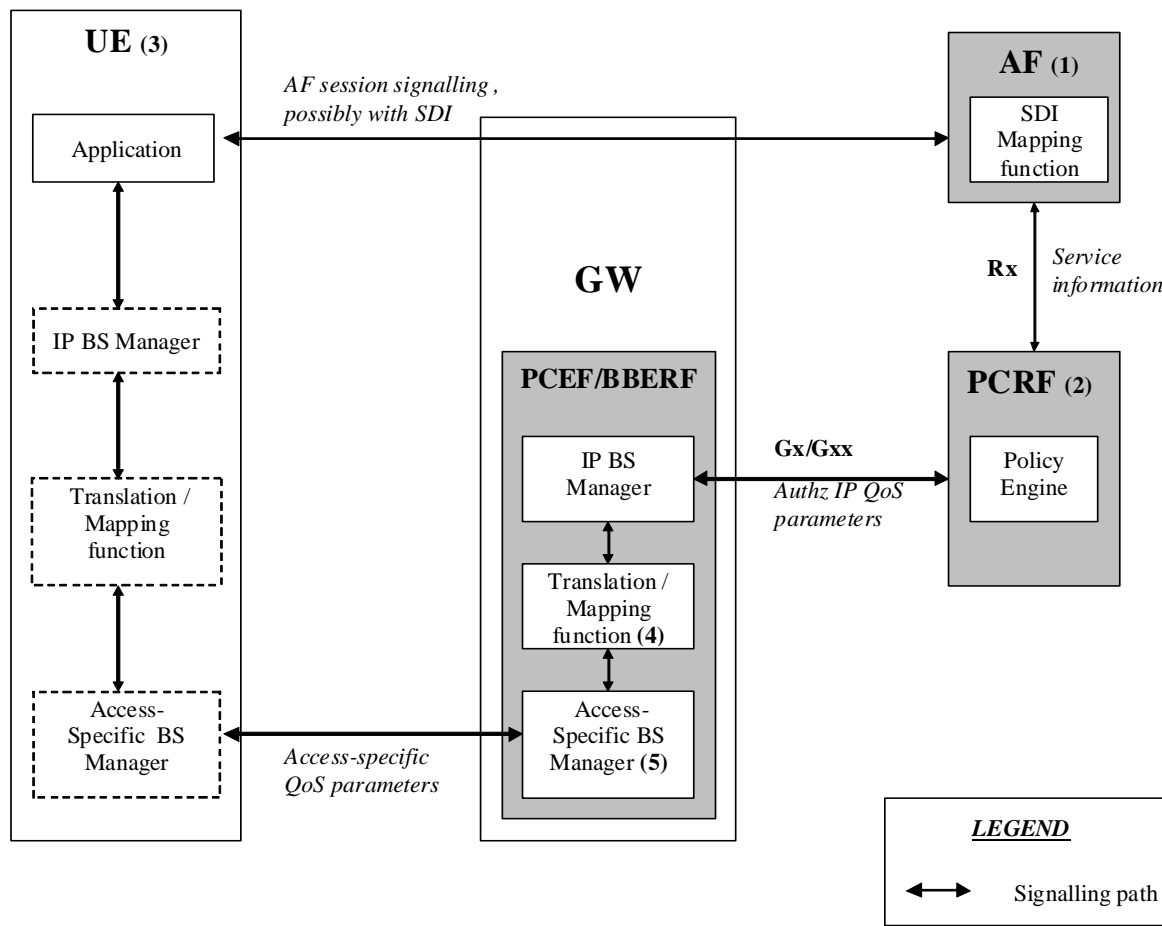 UE (3)
AF session signalling ,
possibly with SDI
AF (1)
SDI
Mapping
function
Application
GW
Rx
Service
information
IP BS Manager
PCEF/BBERF
PCRF (2)
IP BS
Manager
Gx/Gxx
Authz IP QoS
parameters
Policy
Engine
Translation /
Mapping
function
Translation /
Mapping
function (4)
Access-
Specific BS
Manager
Access-specific
QoS parameters
Access-
Specific BS
Manager (5)
LEGEND
Signalling path